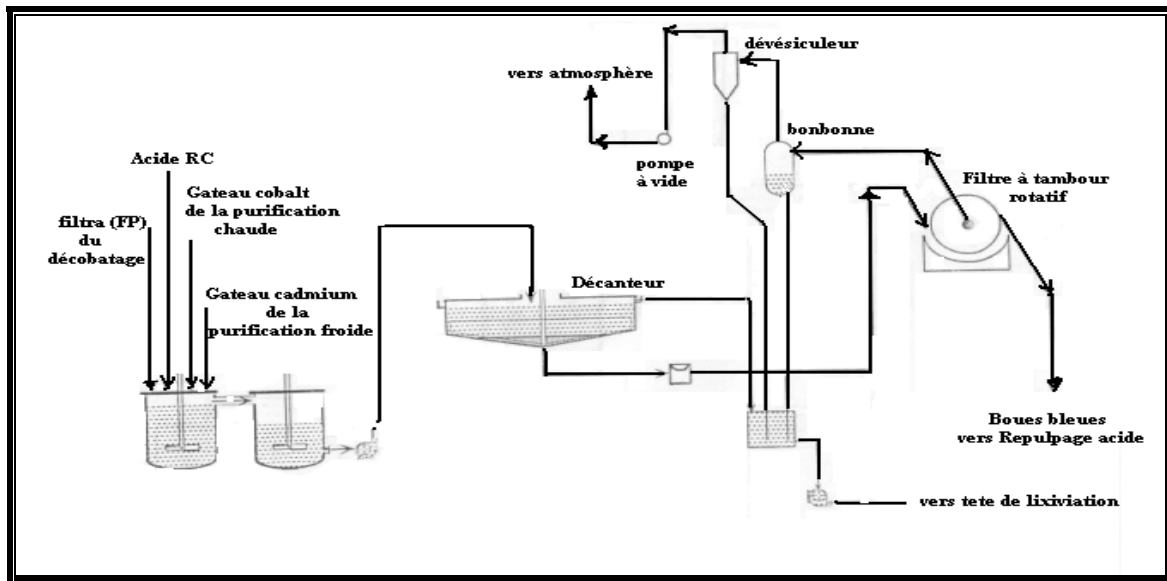 dévésiculeur
vers atmosphère
bonbonne
pompe
à vide
Filtre à tambour
rotatif
Acide RC
Gateau cobalt
de la purification
chaude
filtra (FP)
du
décobatage
Gateau cadmium
de la
purification froide
Décanteur
Boues bleues
vers Repulpage acide
vers tete de lixiviation